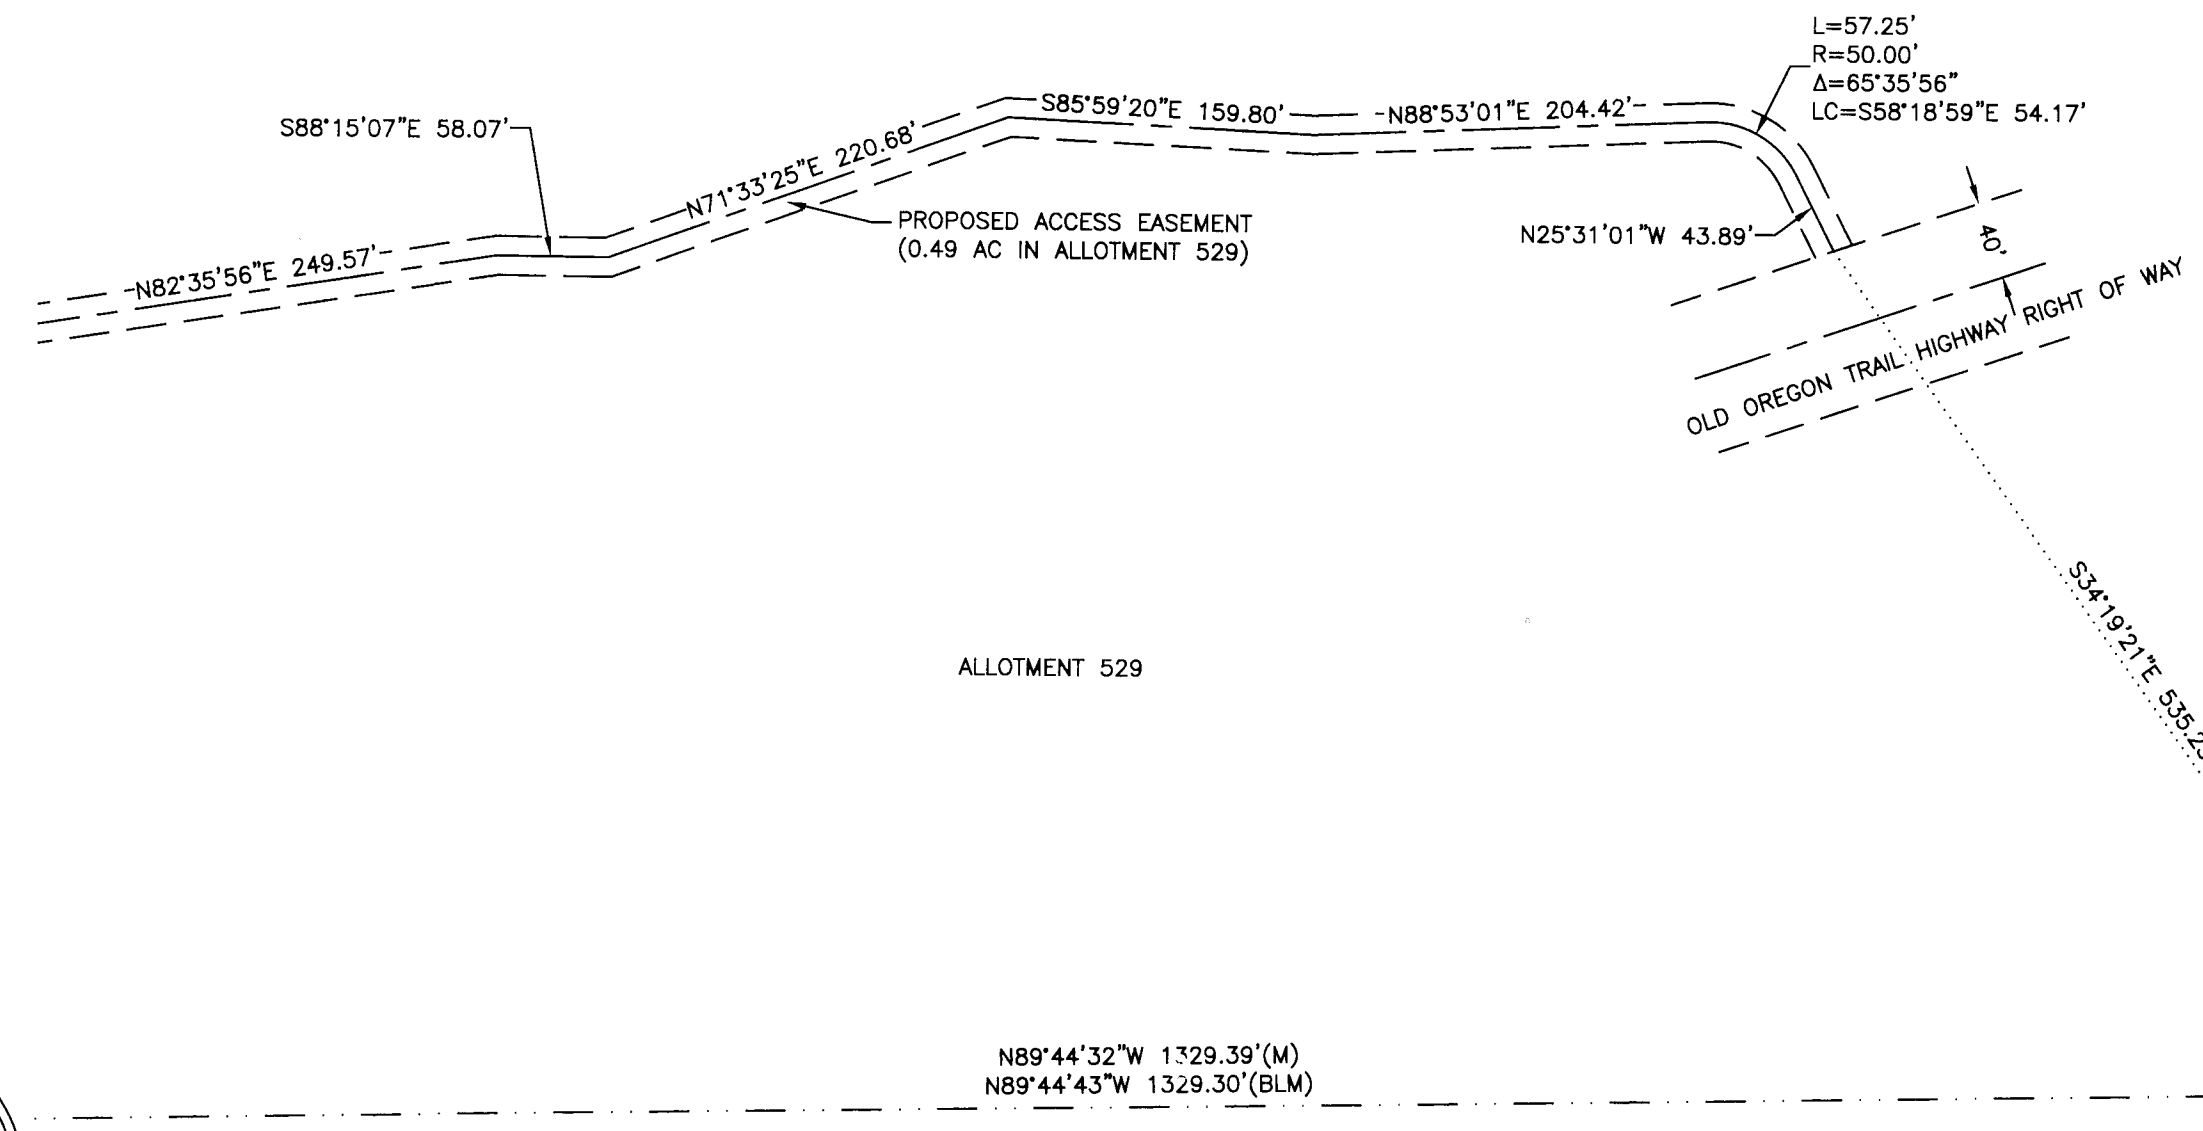 L=57.25'
R=50.00'
Δ=65°35'56"
LC=S58°18'59"E 54.17'
S85°59'20"E 159.80'
N88°53'01"E 204.42'
S88°15'07"E 58.07'
N71°33'25"E 220.68'
PROPOSED ACCESS EASEMENT
(0.49 AC IN ALLOTMENT 529)
N25°31'01"W 43.89'
40'
N82°35'56"E 249.57'
OLD OREGON TRAIL HIGHWAY RIGHT OF WAY
S34°19'21"E
ALLOTMENT 529
N89°44'32"W 1329.39'(M)
N89°44'43"W 1329.30'(BLM)